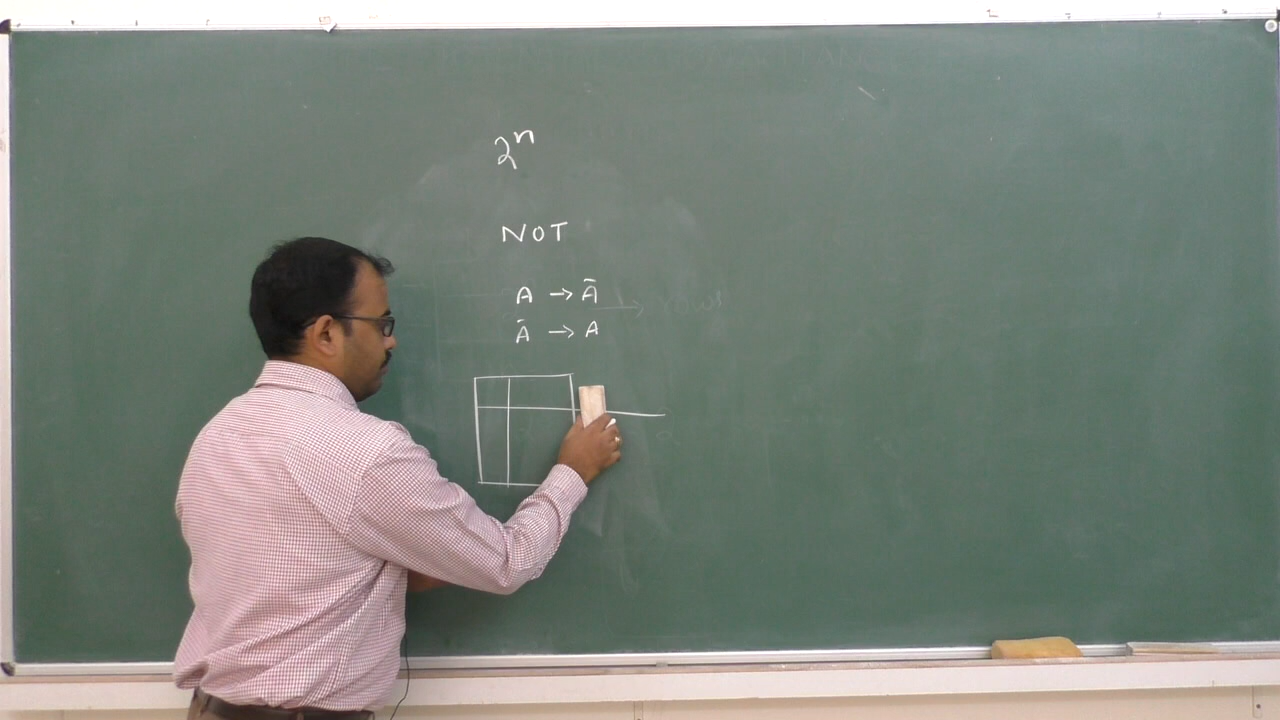 2ⁿ
NOT
A → Ā
Ā → A